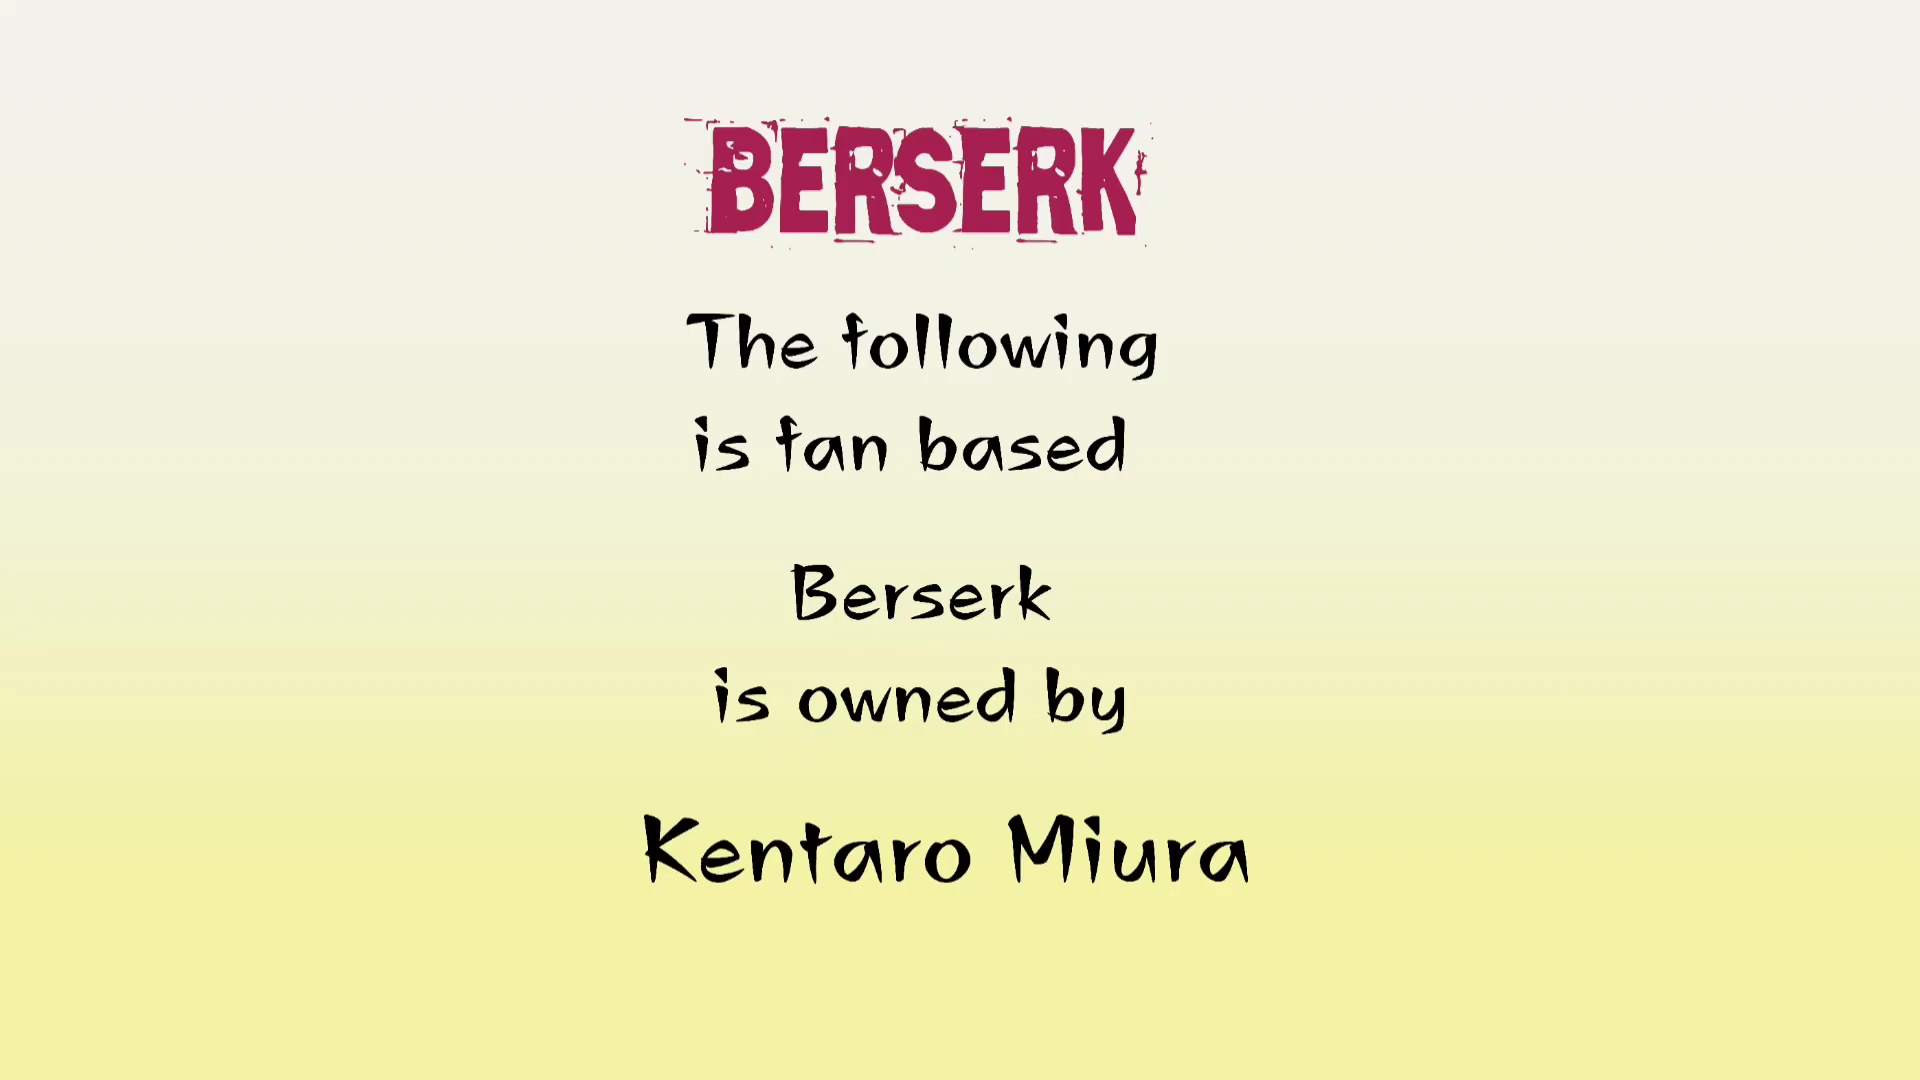 BERSERK
The following
is fan based
Berserk
is owned by
Kentaro Miura